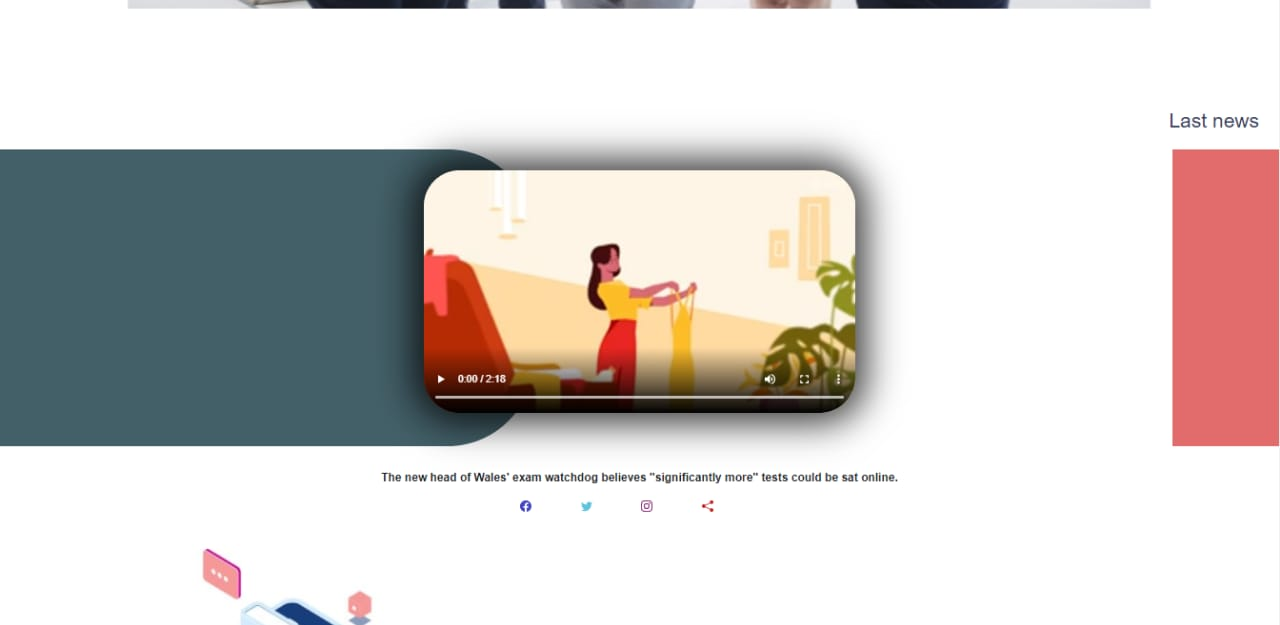 Last news
0:00 / 2:18
The new head of Wales' exam watchdog believes "significantly more" tests could be sat online.